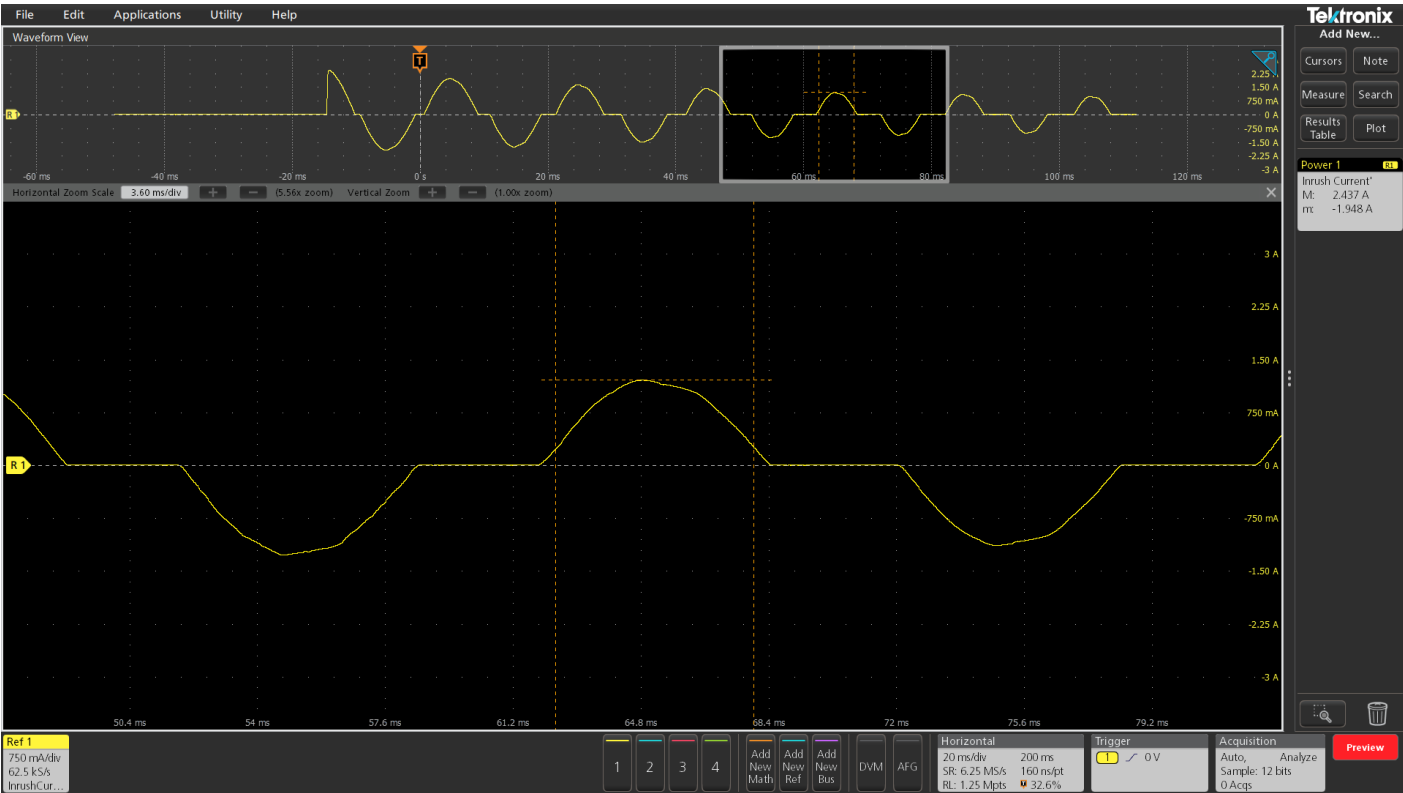 File Edit Applications Utility Help
Tektronix
Waveform View
Add New...
T
Cursors Note
2.25
1.50 A
Measure Search
750 mA
R1
0 A
-750 mA
Results Table Plot
-1.50 A
-2.25 A
-3 A
-60 ms -40 ms -20 ms 0 s 20 ms 40 ms 60 ms 80 ms 100 ms 120 ms
Power 1 R1
Inrush Current'
M: 2.437 A
m: -1.948 A
Horizontal Zoom Scale 3.60 ms/div + − (5.56x zoom) Vertical Zoom + − (1.00x zoom) ×
3 A
2.25 A
1.50 A
750 mA
R 1
0 A
-750 mA
-1.50 A
-2.25 A
-3 A
50.4 ms 54 ms 57.6 ms 61.2 ms 64.8 ms 68.4 ms 72 ms 75.6 ms 79.2 ms
Ref 1
750 mA/div
62.5 kS/s
InrushCur...
1 2 3 4
Add
New
Math
Add
New
Ref
Add
New
Bus
DVM AFG
Horizontal
20 ms/div 200 ms
SR: 6.25 MS/s 160 ns/pt
RL: 1.25 Mpts 32.6%
Trigger
1 0 V
Acquisition
Auto, Analyze
Sample: 12 bits
0 Acqs
Preview